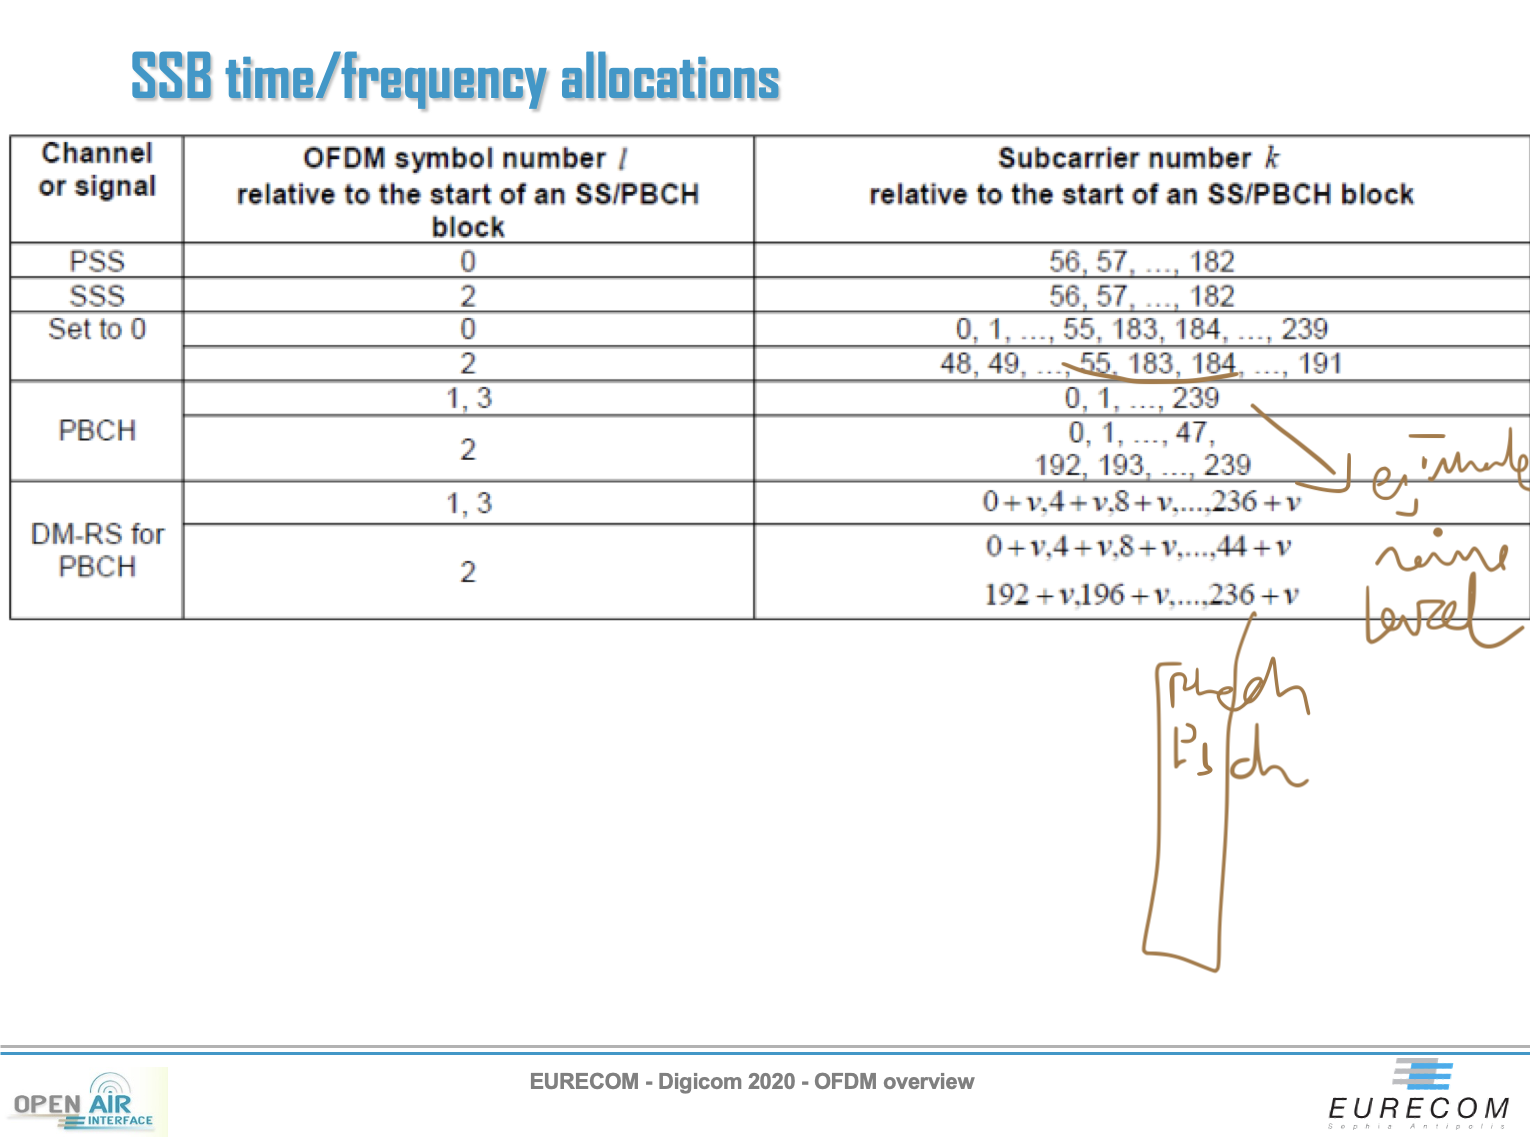 SSB time/frequency allocations
Channel or signal | OFDM symbol number l relative to the start of an SS/PBCH block | Subcarrier number k relative to the start of an SS/PBCH block
PSS | 0 | 56, 57, …, 182
SSS | 2 | 56, 57, …, 182
Set to 0 | 0 | 0, 1, …, 55, 183, 184, …, 239
2 | 48, 49, …, 55, 183, 184, …, 191
PBCH | 1, 3 | 0, 1, …, 239
2 | 0, 1, …, 47,
192, 193, …, 239
DM-RS for PBCH | 1, 3 | 0+v,4+v,8+v,...,236+v
2 | 0+v,4+v,8+v,...,44+v
192+v,196+v,...,236+v
level
EURECOM - Digicom 2020 - OFDM overview
OPEN AIR
INTERFACE
EURECOM
Sophia Antipolis